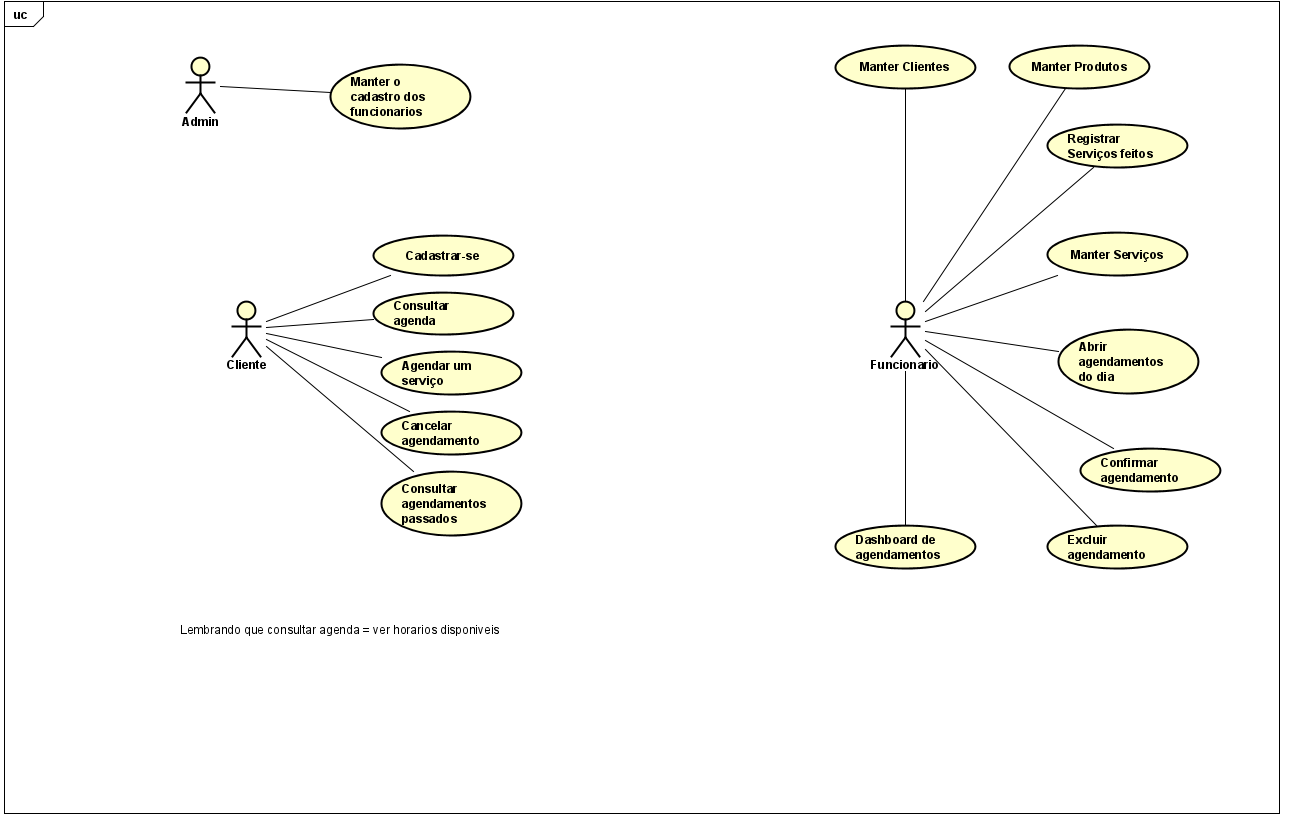 uc
Admin
Manter o
cadastro dos
funcionarios
Cliente
Cadastrar-se
Consultar
agenda
Agendar um
serviço
Cancelar
agendamento
Consultar
agendamentos
passados
Lembrando que consultar agenda = ver horarios disponiveis
Manter Clientes
Manter Produtos
Registrar
Serviços feitos
Manter Serviços
Funcionario
Abrir
agendamentos
do dia
Confirmar
agendamento
Dashboard de
agendamentos
Excluir
agendamento